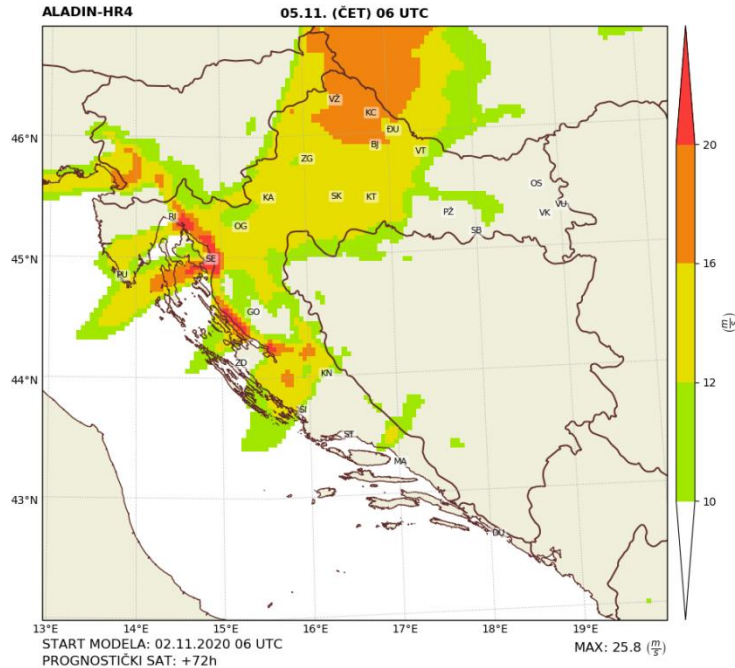 ALADIN-HR4
05.11. (ČET) 06 UTC
VŽ
KC
46°N
ĐU
BJ
VT
ZG
20
OS
KA
SK
KT
VU
PŽ
VK
RI
OG
SB
45°N
SE
16
PU
(m/s)
GO
ZD
44°N
KN
12
ŠI
ST
MA
43°N
10
DU
13°E
14°E
15°E
16°E
17°E
18°E
19°E
START MODELA: 02.11.2020 06 UTC
MAX: 25.8 (m/s)
PROGNOSTIČKI SAT: +72h